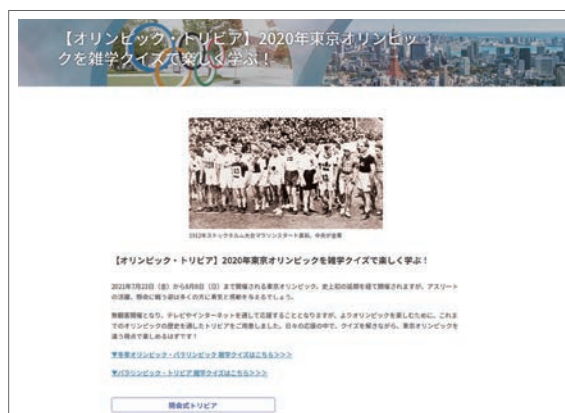 【オリンピック・トリビア】2020年東京オリンピッ
クを雑学クイズで楽しく学ぶ！
1912年ストックホルム大会マラソンスタート直前。中央が金栗
【オリンピック・トリビア】2020年東京オリンピックを雑学クイズで楽しく学ぶ！
2021年7月23日（金）から8月8日（日）まで開催される東京オリンピック。史上初の延期を経て開催されますが、アスリート
の活躍、懸命に戦う姿は多くの方に勇気と感動を与えるでしょう。
無観客開催となり、テレビやインターネットを通して応援することとなりますが、よりオリンピックを楽しむために、これま
でのオリンピックの歴史を通したトリビアをご用意しました。日々の応援の中で、クイズを解きながら、東京オリンピックを
違う視点で楽しめるはずです！
▼冬季オリンピック・パラリンピック 雑学クイズはこちら>>>
▼パラリンピック・トリビア 雑学クイズはこちら>>>
開会式トリビア